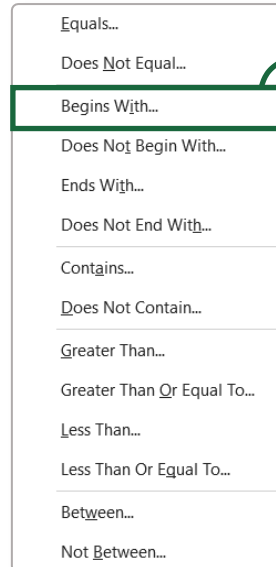 Equals...
Does Not Equal...
Begins With...
Does Not Begin With...
Ends With...
Does Not End With...
Contains...
Does Not Contain...
Greater Than...
Greater Than Or Equal To...
Less Than...
Less Than Or Equal To...
Between...
Not Between...